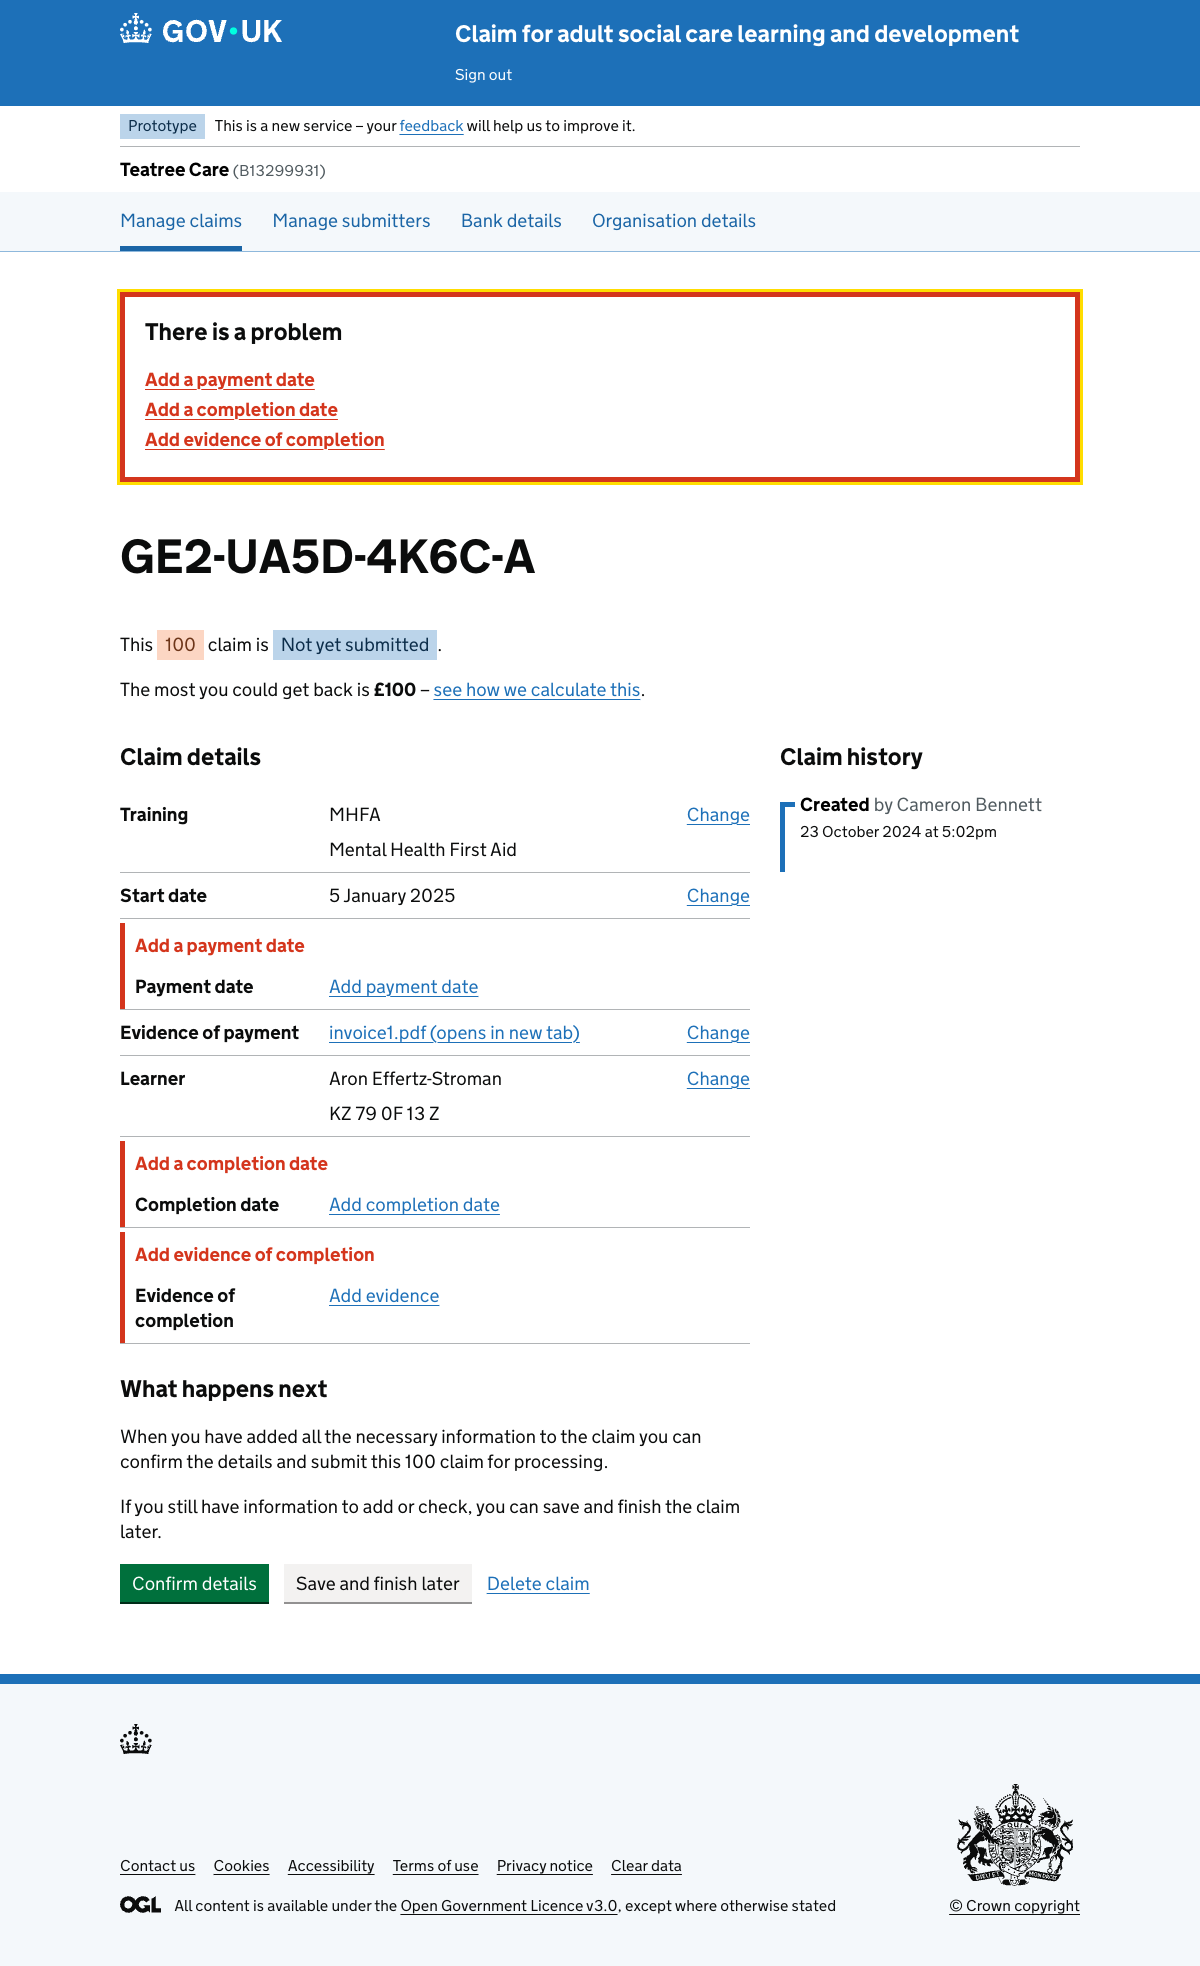 GOV•UK
Claim for adult social care learning and development
Sign out
Prototype This is a new service – your feedback will help us to improve it.
Teatree Care (B13299931)
Manage claims Manage submitters Bank details Organisation details
There is a problem
Add a payment date
Add a completion date
Add evidence of completion
GE2-UA5D-4K6C-A
This 100 claim is Not yet submitted.
The most you could get back is £100 – see how we calculate this.
Claim details
Training MHFA Change
Mental Health First Aid
Start date 5 January 2025 Change
Add a payment date
Payment date Add payment date
Evidence of payment invoice1.pdf (opens in new tab) Change
Learner Aron Effertz-Stroman Change
KZ 79 0F 13 Z
Add a completion date
Completion date Add completion date
Add evidence of completion
Evidence of Add evidence
completion
Claim history
Created by Cameron Bennett
23 October 2024 at 5:02pm
What happens next
When you have added all the necessary information to the claim you can
confirm the details and submit this 100 claim for processing.
If you still have information to add or check, you can save and finish the claim
later.
Confirm details Save and finish later Delete claim
Contact us Cookies Accessibility Terms of use Privacy notice Clear data
OGL All content is available under the Open Government Licence v3.0, except where otherwise stated
© Crown copyright